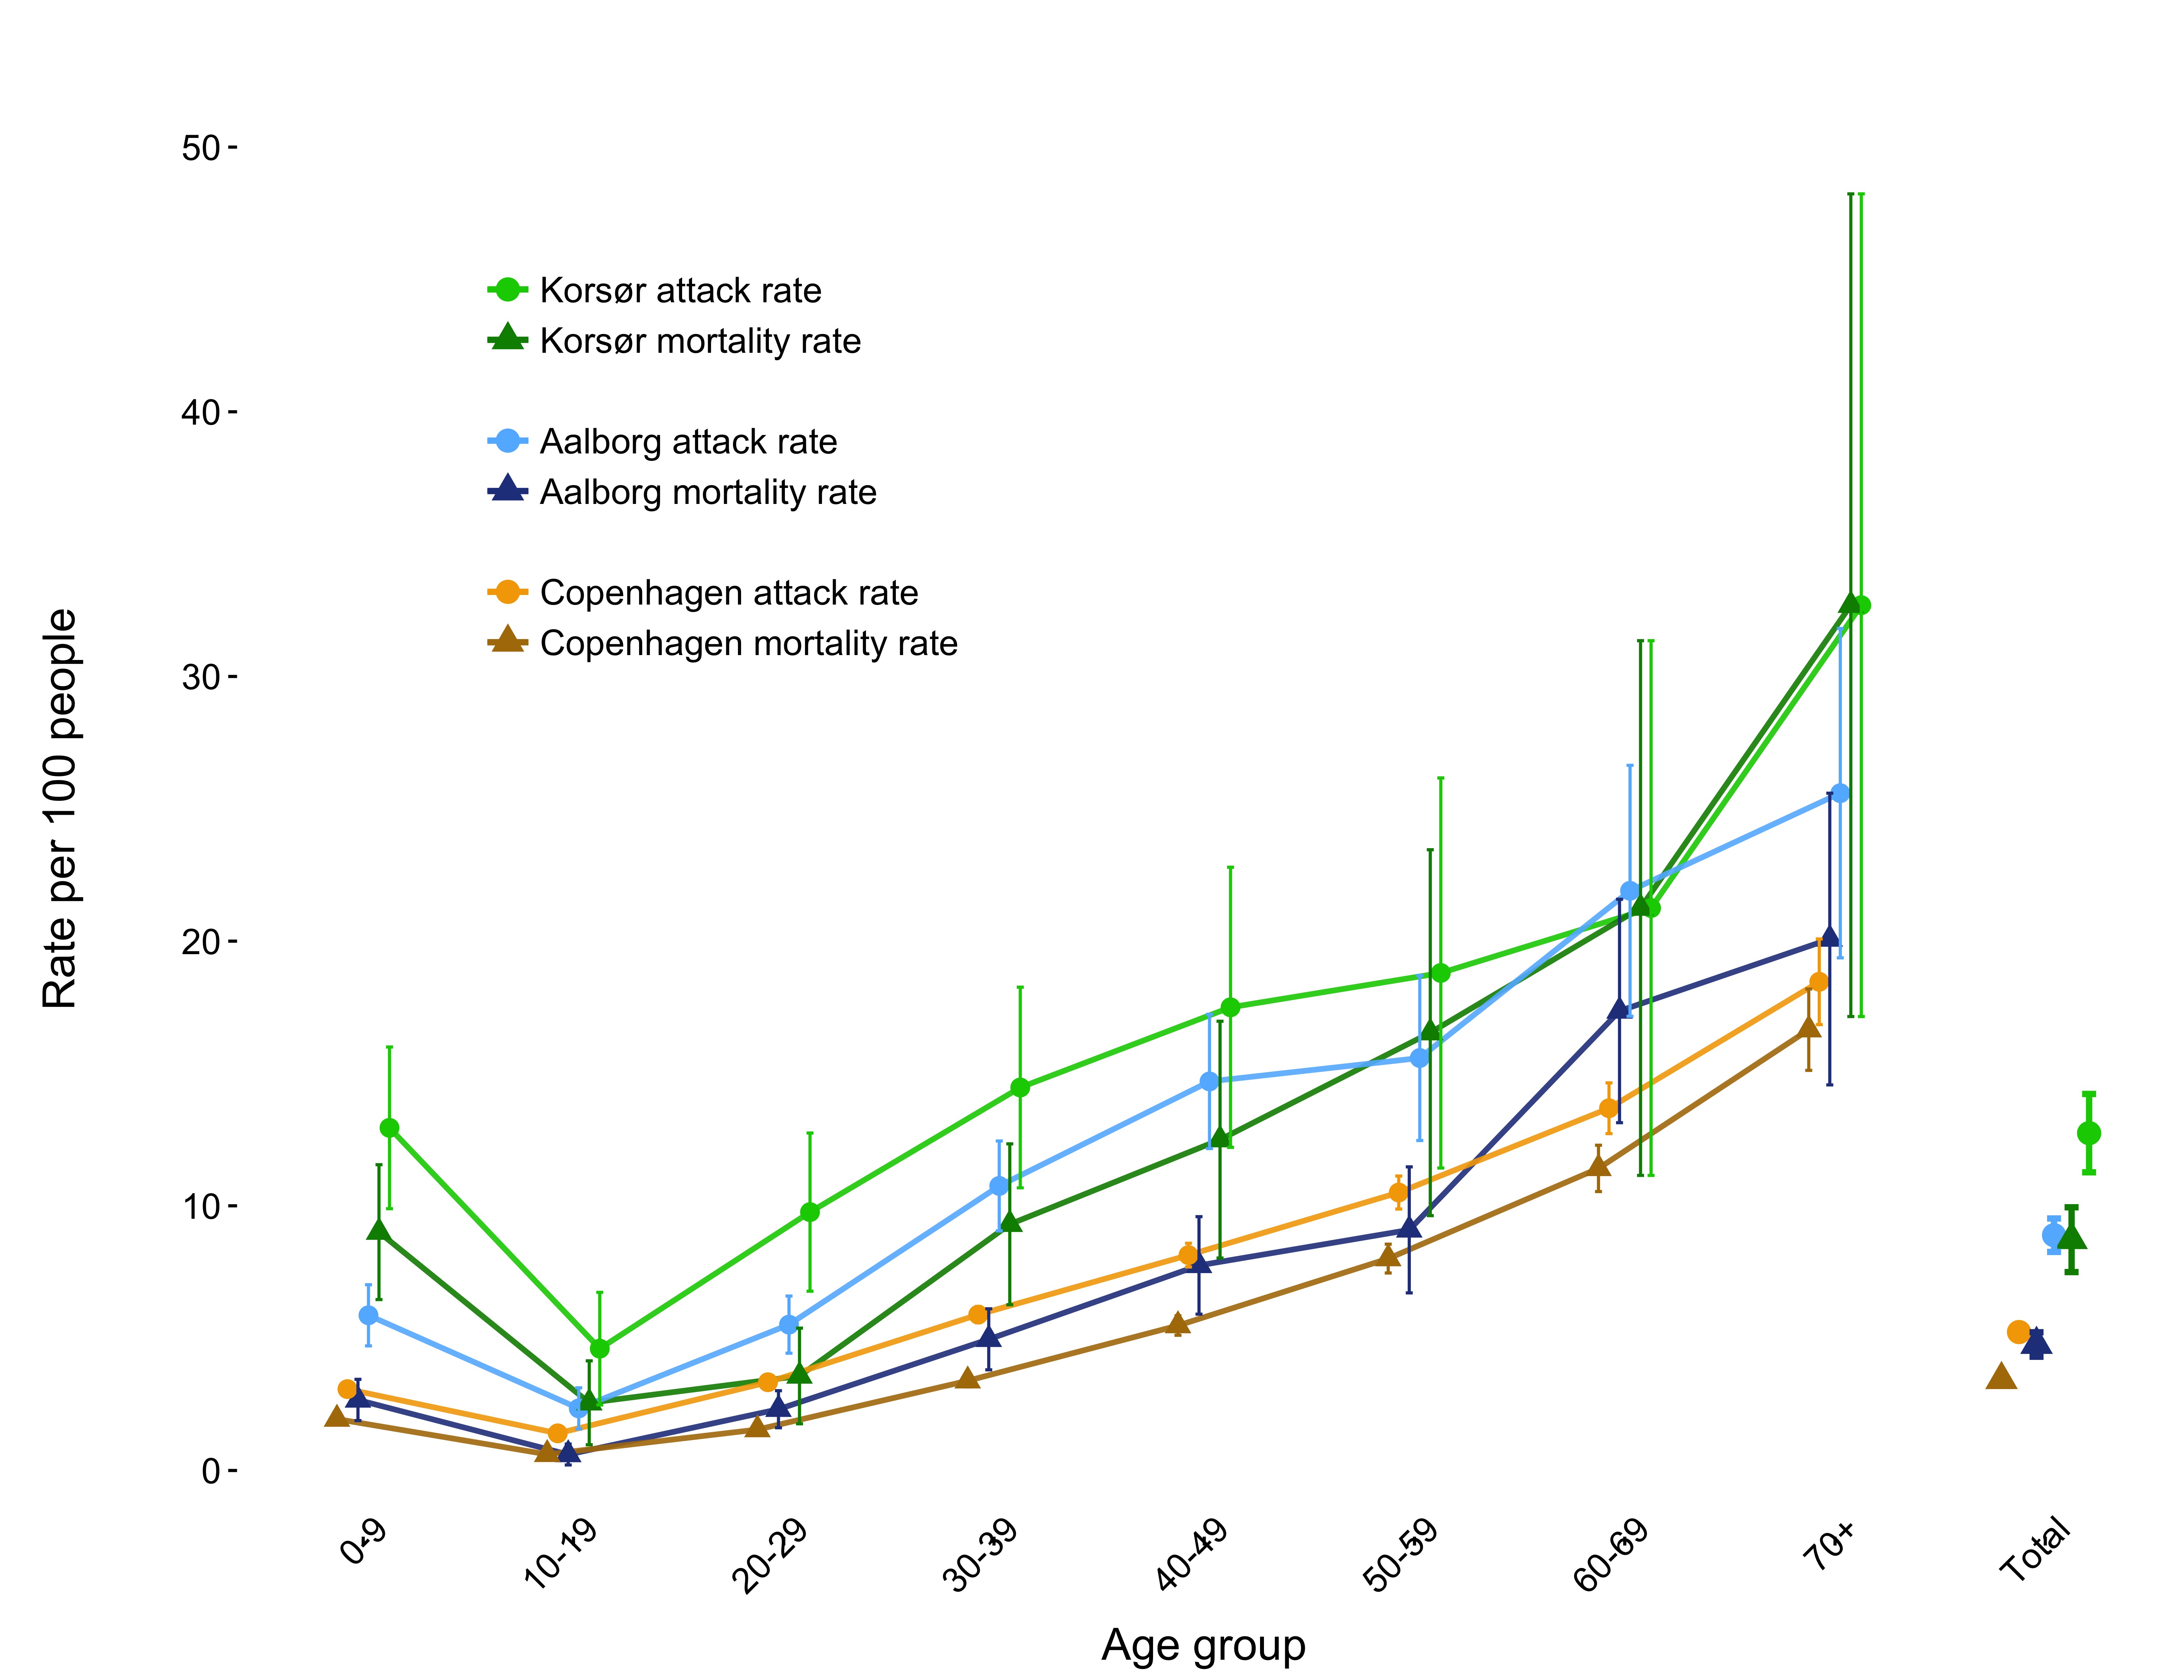 50
40
30
20
10
0
Rate per 100 people
Korsør attack rate
Korsør mortality rate
Aalborg attack rate
Aalborg mortality rate
Copenhagen attack rate
Copenhagen mortality rate
0-9
10-19
20-29
30-39
40-49
50-59
60-69
70+
Total
Age group